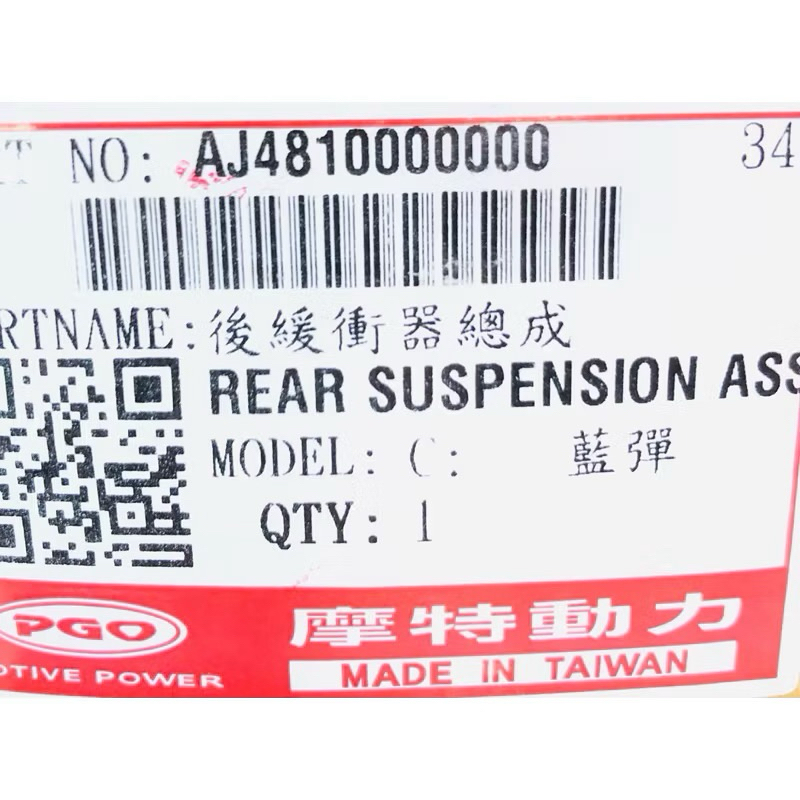 T NO: AJ4810000000 34
RTNAME: 後緩衝器總成
REAR SUSPENSION ASS
MODEL: C: 藍彈
QTY: 1
PGO 摩特動力
OTIVE POWER MADE IN TAIWAN